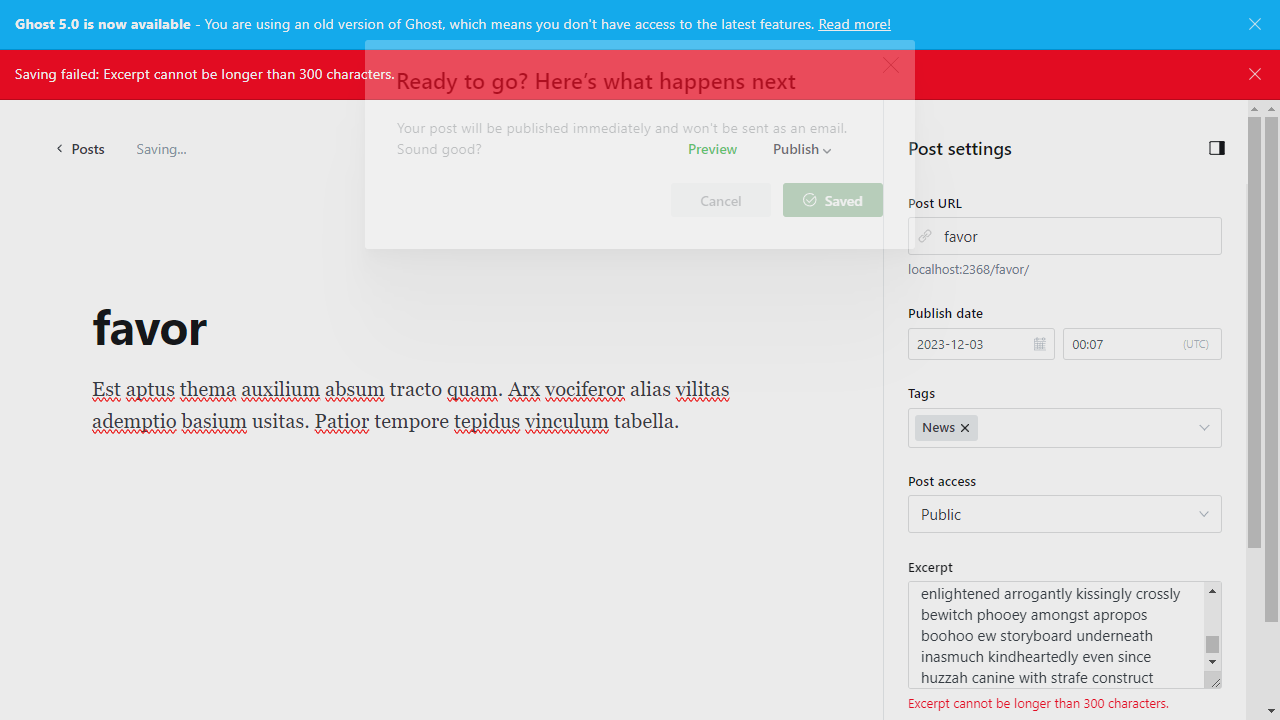 Ghost 5.0 is now available - You are using an old version of Ghost, which means you don't have access to the latest features. Read more!
Saving failed: Excerpt cannot be longer than 300 characters.
Ready to go? Here's what happens next
Your post will be published immediately and won't be sent as an email.
Sound good?
Cancel
Saved
Posts
Saving...
Preview
Publish
Post settings
favor
Est aptus thema auxilium absum tracto quam. Arx vociferor alias vilitas
ademptio basium usitas. Patior tempore tepidus vinculum tabella.
Post URL
favor
localhost:2368/favor/
Publish date
2023-12-03
00:07
(UTC)
Tags
News
Post access
Public
Excerpt
enlightened arrogantly kissingly crossly
bewitch phooey amongst apropos
boohoo ew storyboard underneath
inasmuch kindheartedly even since
huzzah canine with strafe construct
Excerpt cannot be longer than 300 characters.